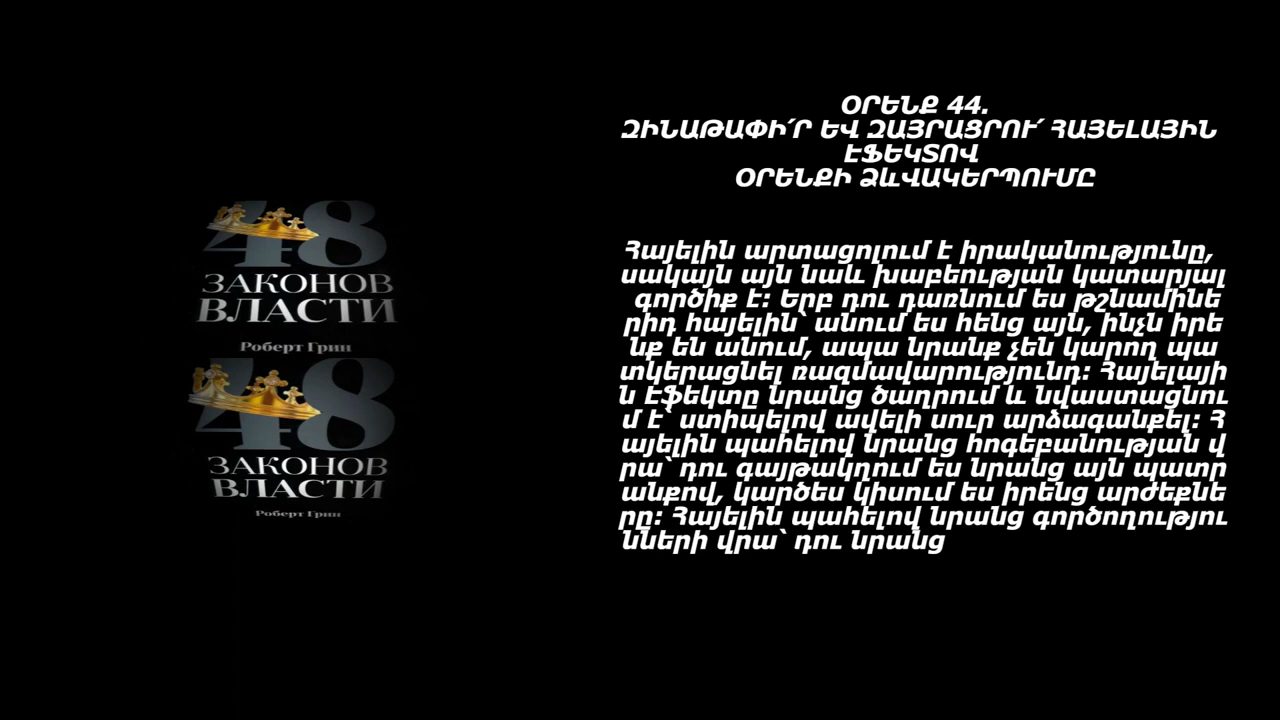 48
ЗАКОНОВ
ВЛАСТИ
Роберт Грин
48
ЗАКОНОВ
ВЛАСТИ
Роберт Грин
ՕՐԵՆՔ 44.
ԶԻՆԱԹԱՓԻ՛Ր ԵՎ ԶԱՅՐԱՑՐՈՒ՛ ՀԱՅԵԼԱՅԻՆ
ԷՖԵԿՏՈՎ
ՕՐԵՆՔԻ ՁևՎԱԿԵՐՊՈՒՄԸ
Հայելին արտացոլում է իրականությունը,
սակայն այն նաև խաբեության կատարյալ
գործիք է: Երբ դու դառնում ես թշնամինե
րիդ հայելին՝ անում ես հենց այն, ինչն իրե
նք են անում, ապա նրանք չեն կարող պա
տկերացնել ռազմավարությունդ: Հայելայի
ն Էֆեկտը նրանց ծաղրում և նվաստացնու
մ է՝ ստիպելով ավելի սուր արձագանքել: Հ
այելին պահելով նրանց հոգեբանության վ
րա՝ դու գայթակղում ես նրանց այն պատր
անքով, կարծես կիսում ես իրենց արժեքնե
րը: Հայելին պահելով նրանց գործողությու
նների վրա՝ դու նրանց